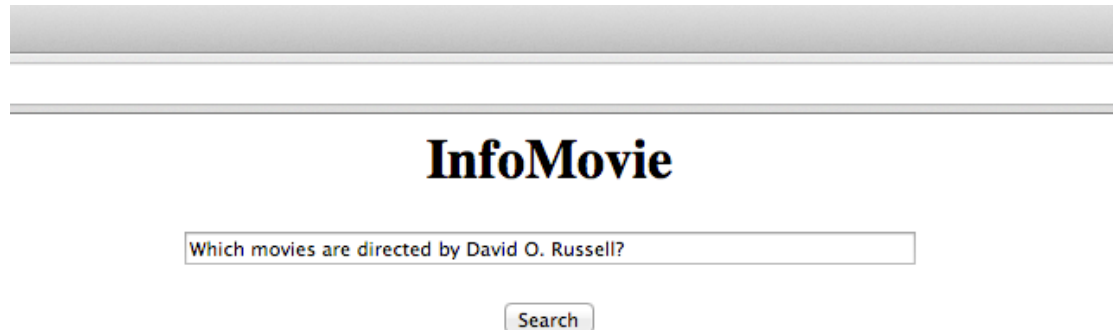 InfoMovie
Which movies are directed by David O. Russell?
Search